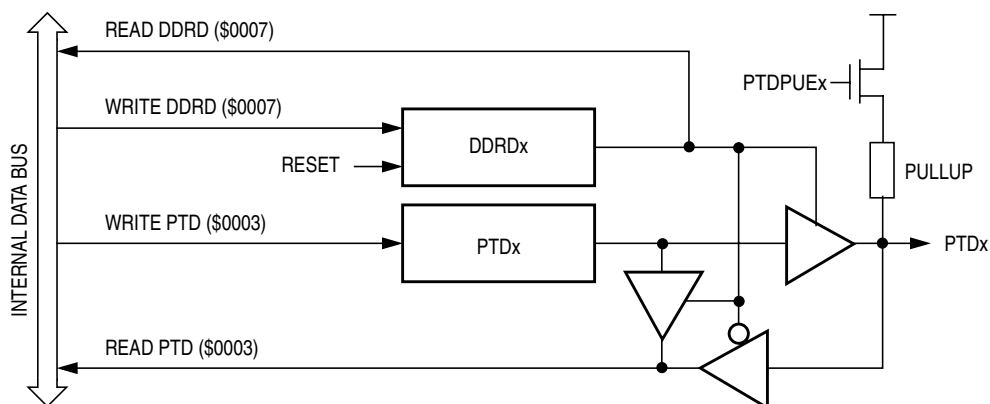 READ DDRD ($0007)
PTDPUEx
WRITE DDRD ($0007)
DDRDx
RESET
PULLUP
INTERNAL DATA BUS
WRITE PTD ($0003)
PTDx
PTDx
READ PTD ($0003)